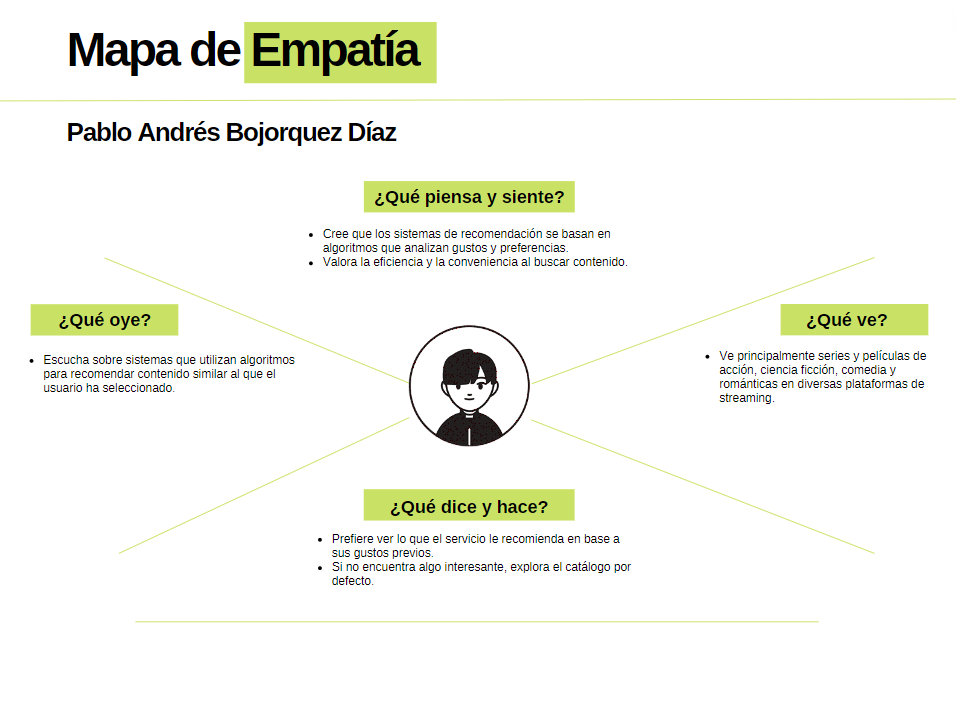 Mapa de Empatía
Pablo Andrés Bojorquez Díaz
¿Qué piensa y siente?
• Cree que los sistemas de recomendación se basan en
algoritmos que analizan gustos y preferencias.
• Valora la eficiencia y la conveniencia al buscar contenido.
¿Qué oye?
• Escucha sobre sistemas que utilizan algoritmos
para recomendar contenido similar al que el
usuario ha seleccionado.
¿Qué ve?
• Ve principalmente series y películas de
acción, ciencia ficción, comedia y
románticas en diversas plataformas de
streaming.
¿Qué dice y hace?
• Prefiere ver lo que el servicio le recomienda en base a
sus gustos previos.
• Si no encuentra algo interesante, explora el catálogo por
defecto.